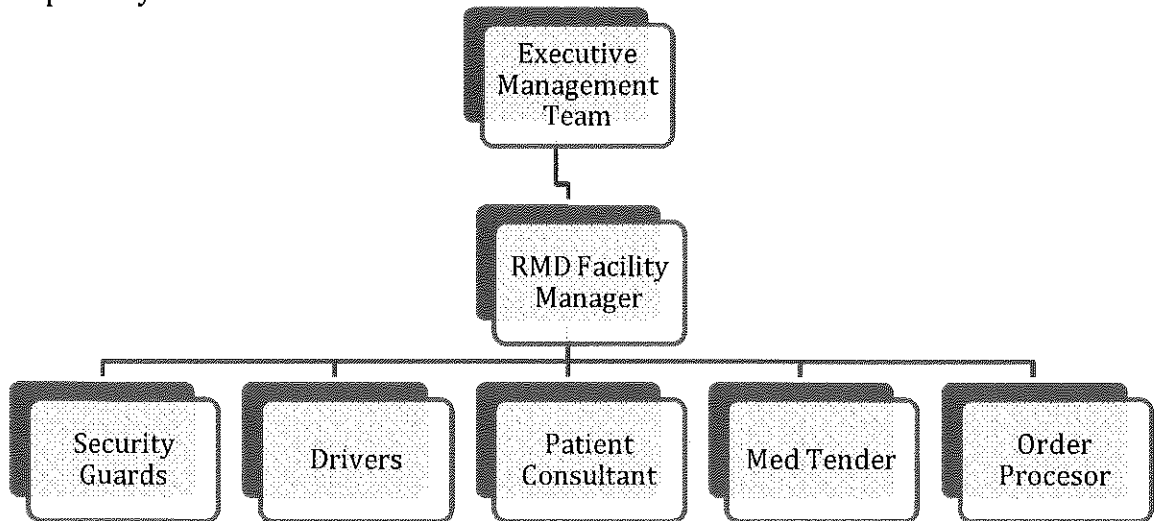 Executive
Management
Team
RMD Facility
Manager
Security
Guards
Drivers
Patient
Consultant
Med Tender
Order
Procesor